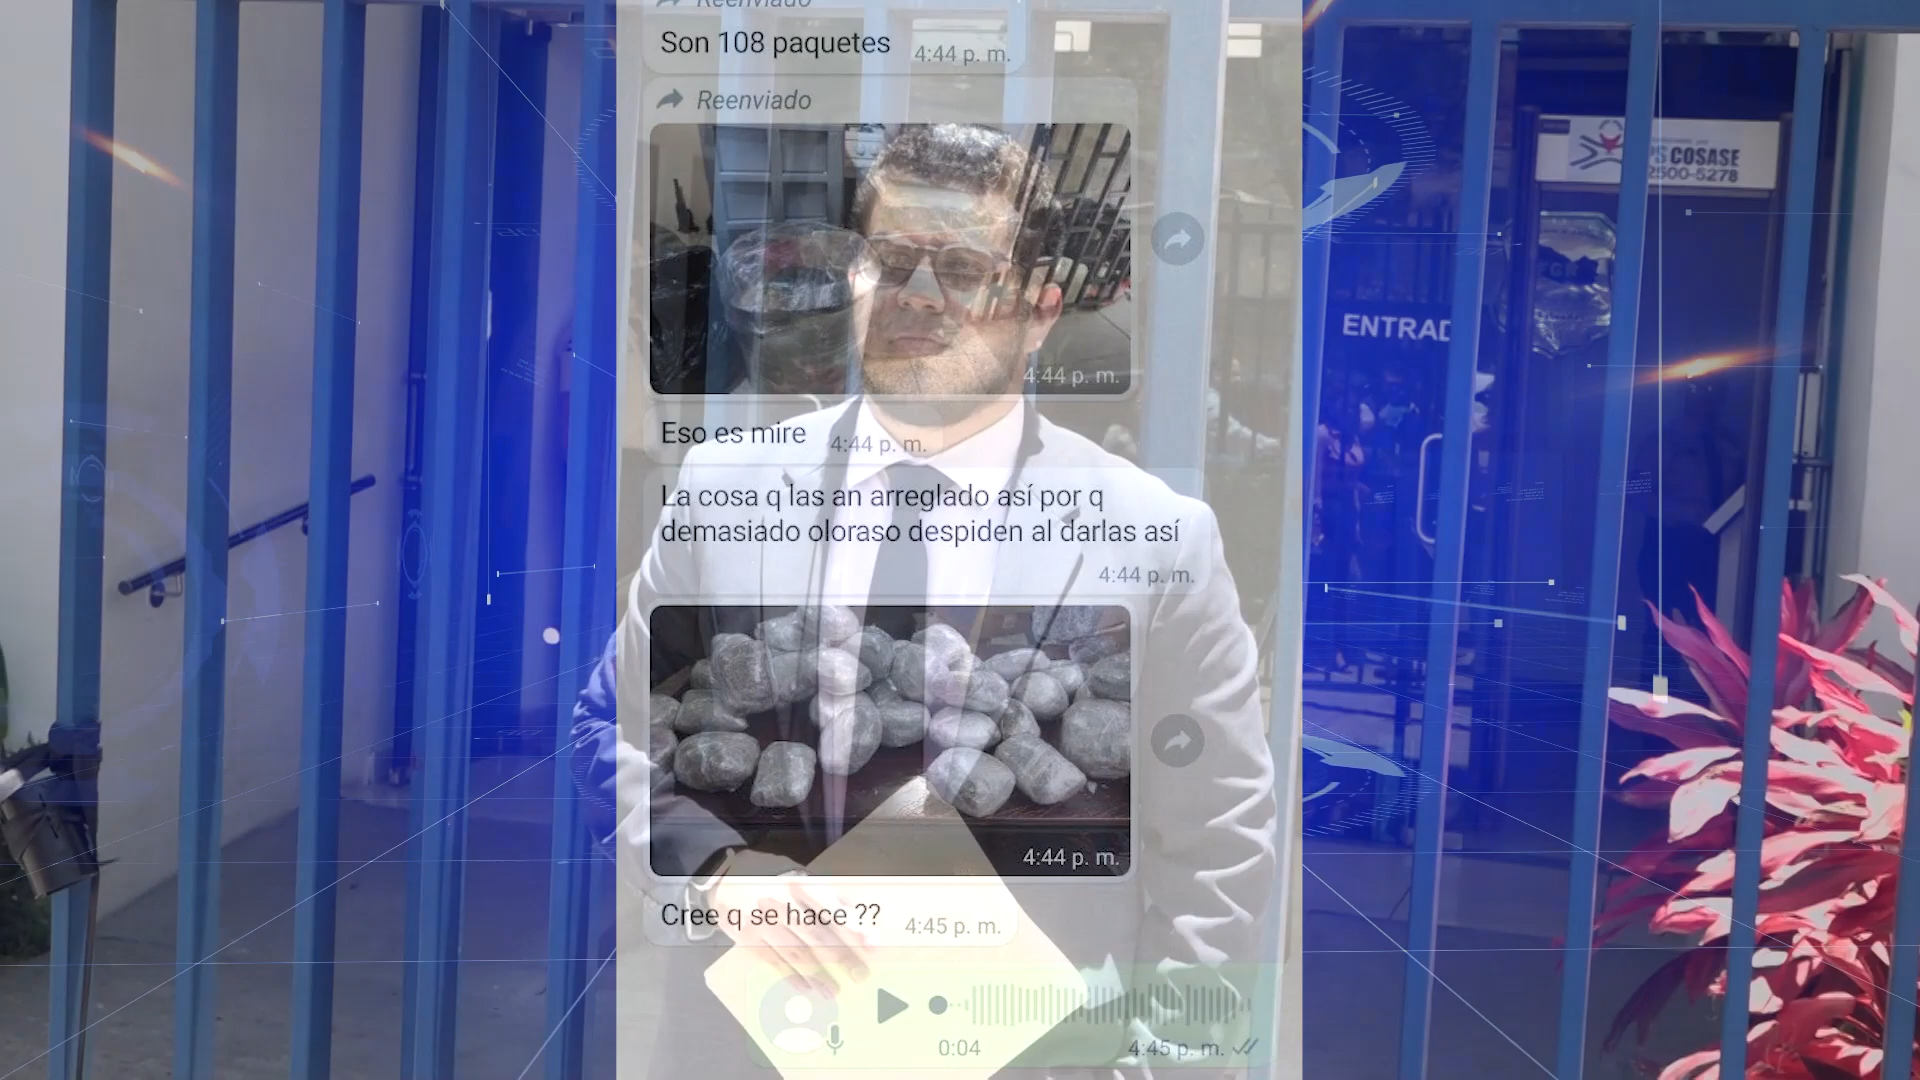 Reenviado
Son 108 paquetes 4:44 p. m.
Reenviado
4:44 p. m.
Eso es mire 4:44 p. m.
La cosa q las an arreglado así por q
demasiado oloraso despiden al darlas así
4:44 p. m.
4:44 p. m.
Cree q se hace ?? 4:45 p. m.
0:04 4:45 p. m.
COSASE
2500-5278
ENTRAD